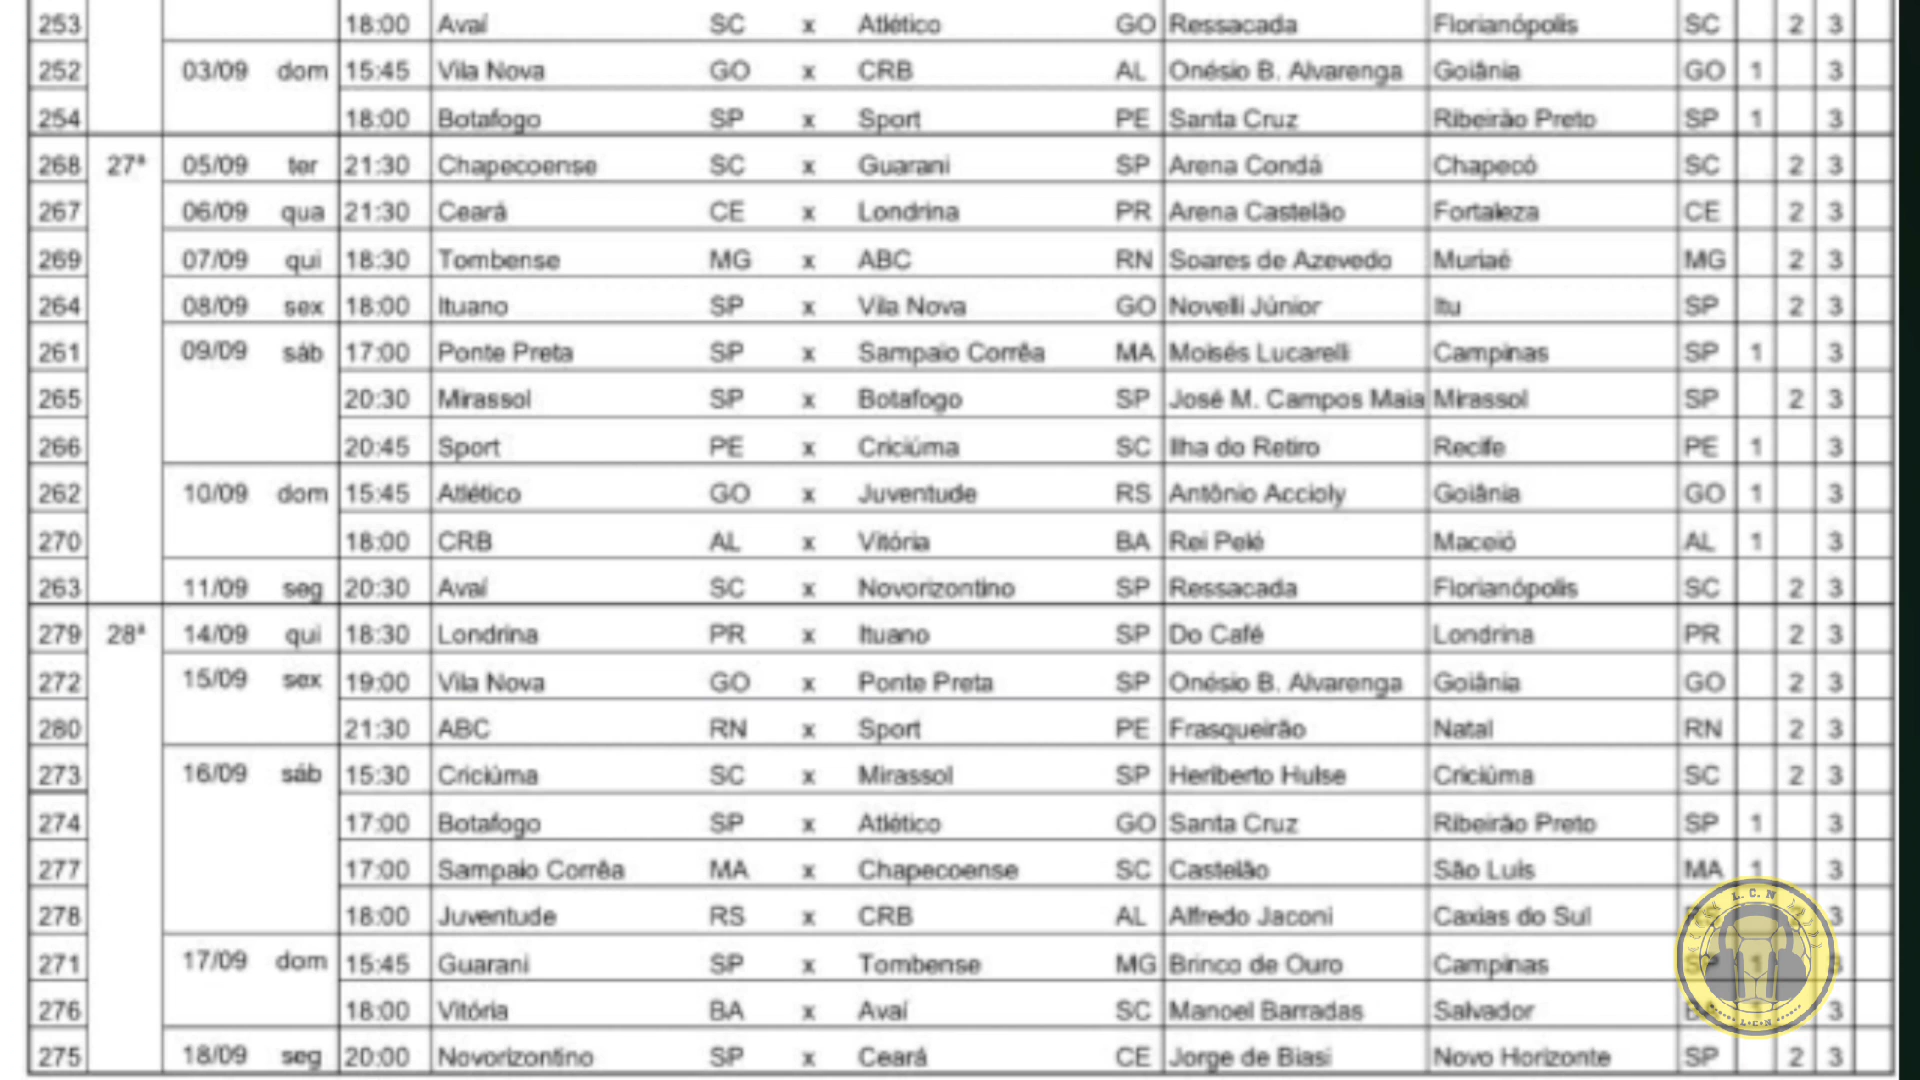 253 18:00 Avaí SC x Atlético GO Ressacada Florianópolis SC 2 3
252 03/09 dom 15:45 Vila Nova GO x CRB AL Onésio B. Alvarenga Goiânia GO 1 3
254 18:00 Botafogo SP x Sport PE Santa Cruz Ribeirão Preto SP 1 3
268 27ª 05/09 ter 21:30 Chapecoense SC x Guarani SP Arena Condá Chapecó SC 2 3
267 06/09 qua 21:30 Ceará CE x Londrina PR Arena Castelão Fortaleza CE 2 3
269 07/09 qui 18:30 Tombense MG x ABC RN Soares de Azevedo Muriaé MG 2 3
264 08/09 sex 18:00 Ituano SP x Vila Nova GO Novelli Júnior Itu SP 2 3
261 09/09 sáb 17:00 Ponte Preta SP x Sampaio Corrêa MA Moisés Lucarelli Campinas SP 1 3
265 20:30 Mirassol SP x Botafogo SP José M. Campos Maia Mirassol SP 2 3
266 20:45 Sport PE x Criciúma SC Ilha do Retiro Recife PE 1 3
262 10/09 dom 15:45 Atlético GO x Juventude RS Antônio Accioly Goiânia GO 1 3
270 18:00 CRB AL x Vitória BA Rei Pelé Maceió AL 1 3
263 11/09 seg 20:30 Avaí SC x Novorizontino SP Ressacada Florianópolis SC 2 3
279 28ª 14/09 qui 18:30 Londrina PR x Ituano SP Do Café Londrina PR 2 3
272 15/09 sex 19:00 Vila Nova GO x Ponte Preta SP Onésio B. Alvarenga Goiânia GO 2 3
280 21:30 ABC RN x Sport PE Frasqueirão Natal RN 2 3
273 16/09 sáb 15:30 Criciúma SC x Mirassol SP Heriberto Hulse Criciúma SC 2 3
274 17:00 Botafogo SP x Atlético GO Santa Cruz Ribeirão Preto SP 1 3
277 17:00 Sampaio Corrêa MA x Chapecoense SC Castelão São Luís MA 1 3
278 18:00 Juventude RS x CRB AL Alfredo Jaconi Caxias do Sul 3
271 17/09 dom 15:45 Guarani SP x Tombense MG Brinco de Ouro Campinas SP 1 3
276 18:00 Vitória BA x Avaí SC Manoel Barradas Salvador 3
275 18/09 seg 20:00 Novorizontino SP x Ceará CE Jorge de Biasi Novo Horizonte SP 2 3
L.C.N
L•C•N